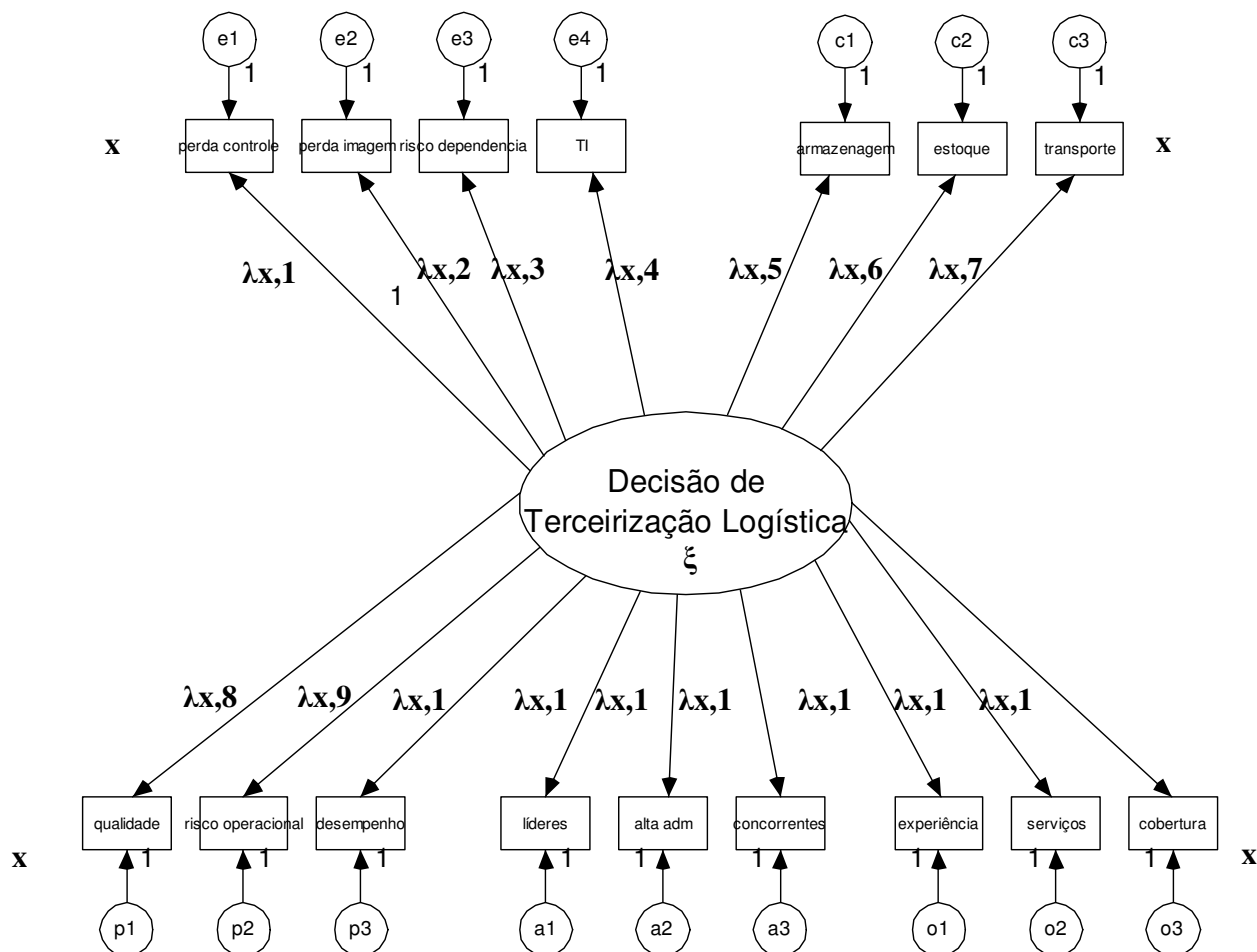 e1 e2 e3 e4 c1 c2 c3
1 1 1 1 1 1 1
x perda controle perda imagem risco dependencia TI armazenagem estoque transporte x
λx,1 λx,2 λx,3 λx,4 λx,5 λx,6 λx,7
1
Decisão de
Terceirização Logística
ξ
λx,8 λx,9 λx,1 λx,1 λx,1 λx,1 λx,1 λx,1 λx,1
qualidade risco operacional desempenho líderes alta adm concorrentes experiência serviços cobertura
x 1 1 1 1 1 1 1 1 1 x
p1 p2 p3 a1 a2 a3 o1 o2 o3